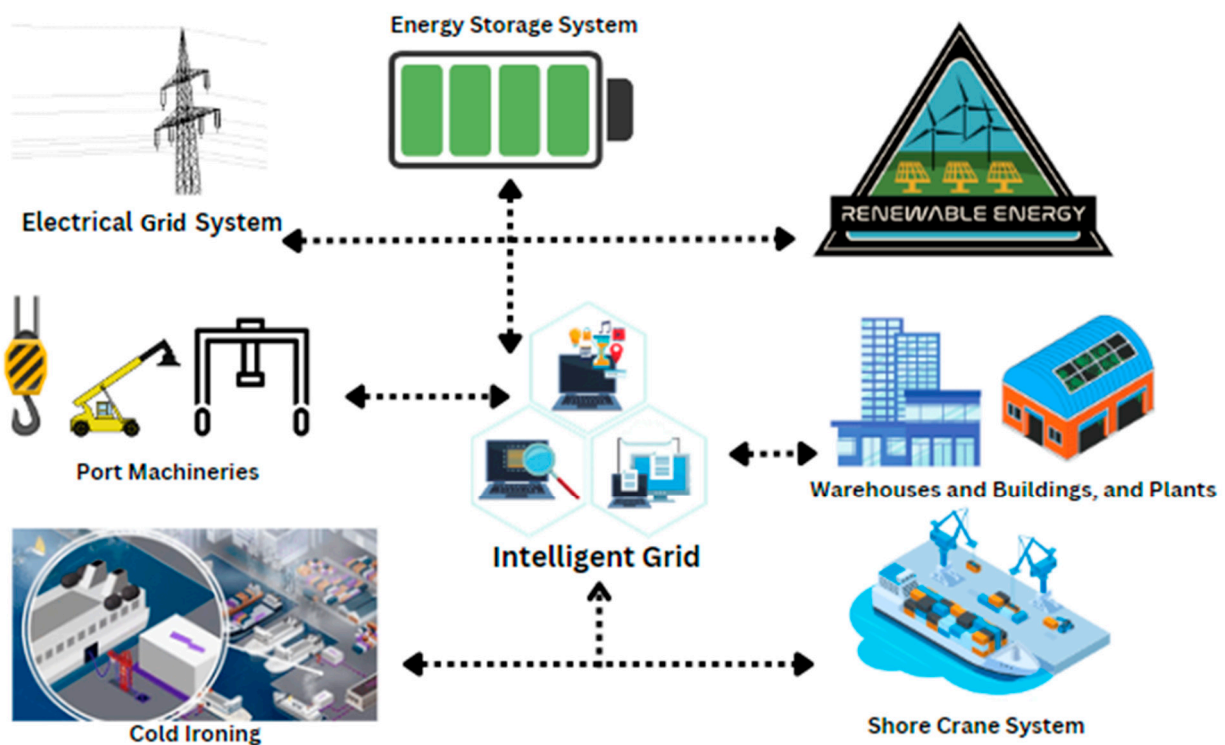 Energy Storage System
Electrical Grid System
RENEWABLE ENERGY
Port Machineries
Warehouses and Buildings, and Plants
Intelligent Grid
Cold Ironing
Shore Crane System